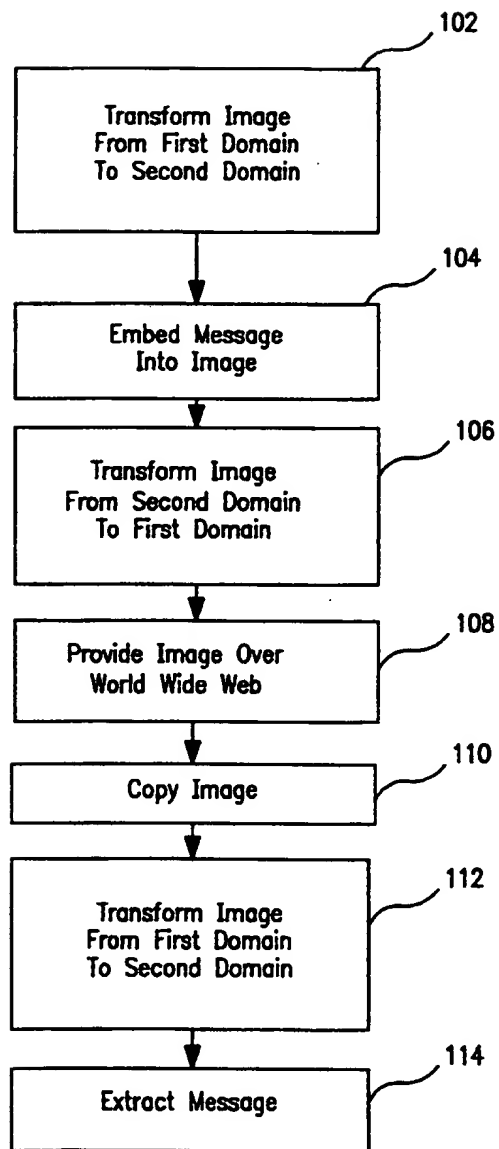 102
Transform Image
From First Domain
To Second Domain
104
Embed Message
Into Image
106
Transform Image
From Second Domain
To First Domain
108
Provide Image Over
World Wide Web
110
Copy Image
112
Transform Image
From First Domain
To Second Domain
114
Extract Message